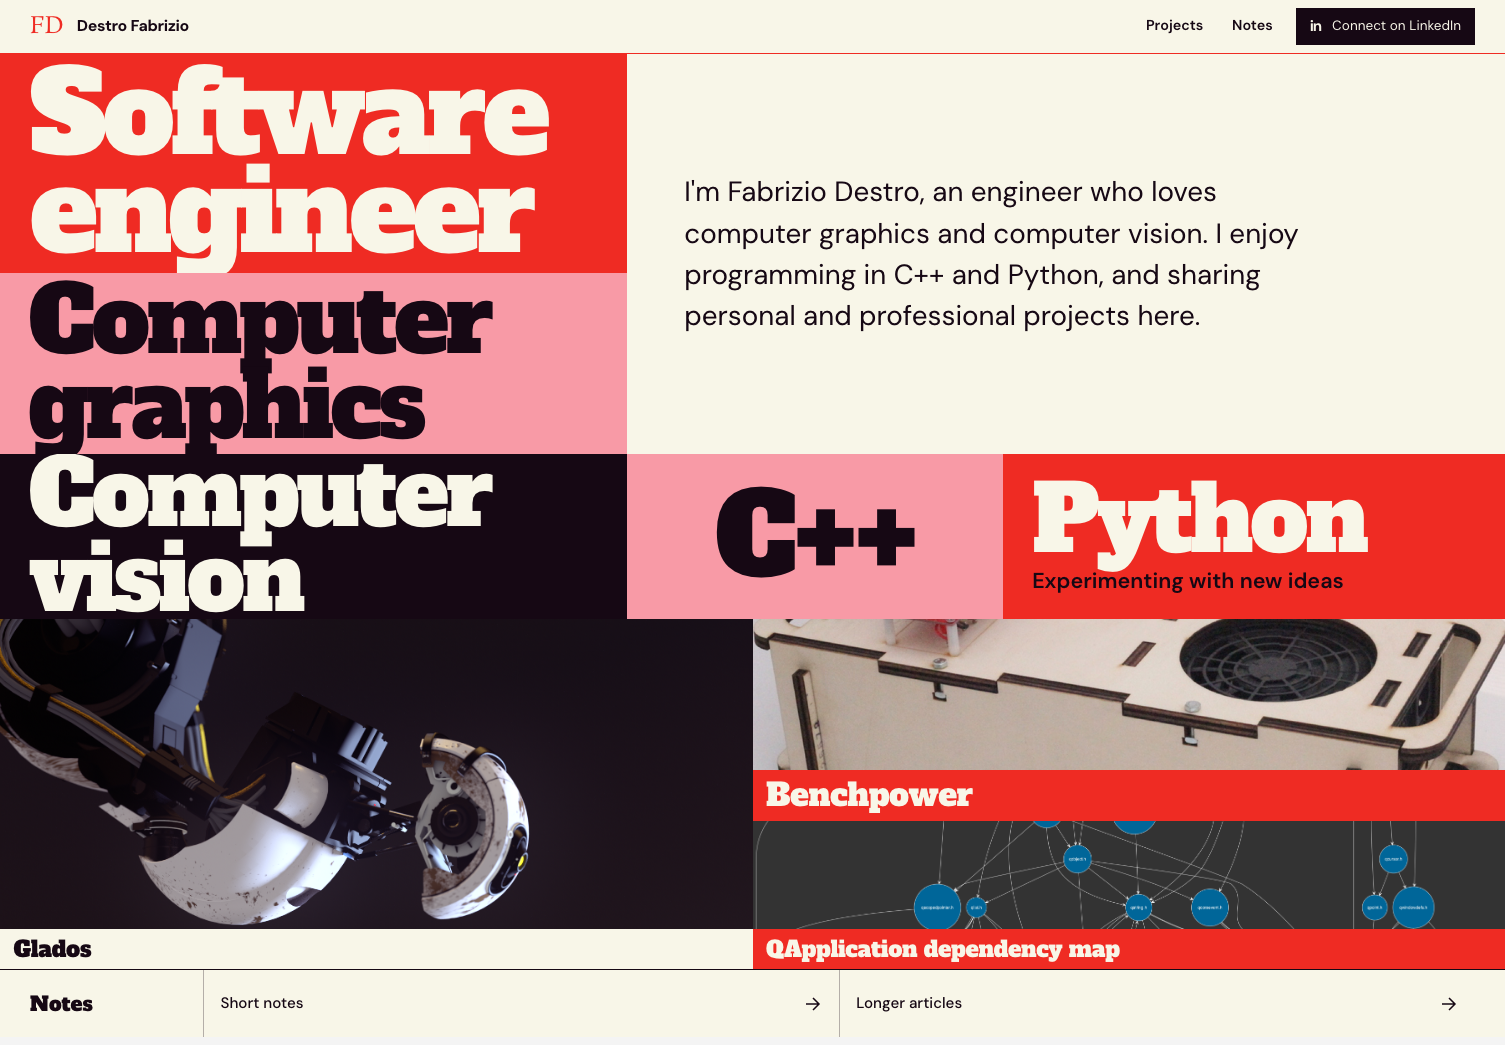 FD Destro Fabrizio
Projects Notes in Connect on LinkedIn
Software
engineer
I'm Fabrizio Destro, an engineer who loves
computer graphics and computer vision. I enjoy
programming in C++ and Python, and sharing
personal and professional projects here.
Computer
graphics
Computer
vision
C++
Python
Experimenting with new ideas
Benchpower
Glados
QApplication dependency map
Notes
Short notes →
Longer articles →